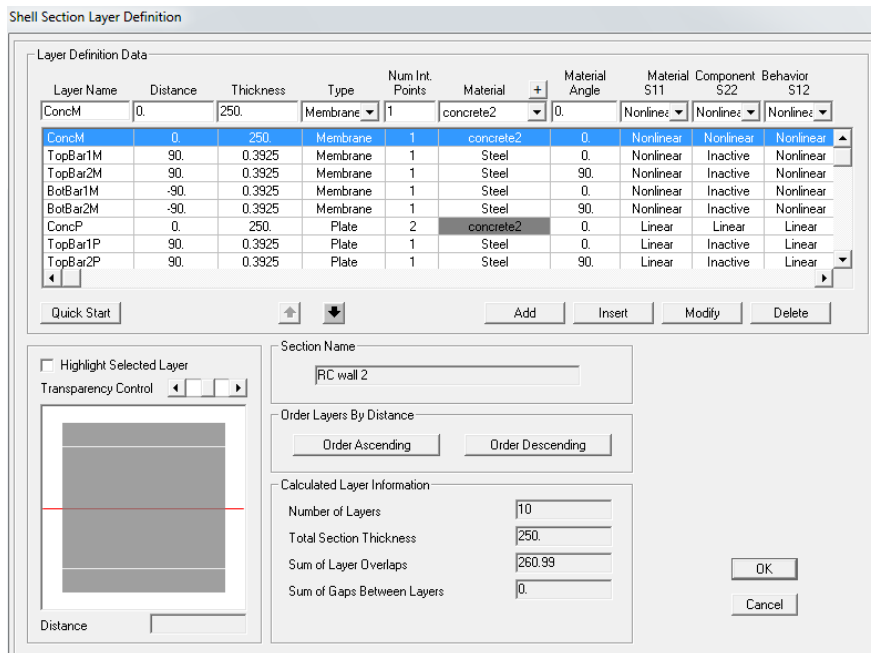 Shell Section Layer Definition
Layer Definition Data
Layer Name Distance Thickness Type Num Int. Points Material + Material Angle Material Component Behavior S11 S22 S12
ConcM 0. 250. Membrane 1 concrete2 0. Nonlinea Nonlinea Nonlinea
ConcM 0. 250. Membrane 1 concrete2 0. Nonlinear Nonlinear Nonlinear
TopBar1M 90. 0.3925 Membrane 1 Steel 0. Nonlinear Inactive Nonlinear
TopBar2M 90. 0.3925 Membrane 1 Steel 90. Nonlinear Inactive Nonlinear
BotBar1M -90. 0.3925 Membrane 1 Steel 0. Nonlinear Inactive Nonlinear
BotBar2M -90. 0.3925 Membrane 1 Steel 90. Nonlinear Inactive Nonlinear
ConcP 0. 250. Plate 2 concrete2 0. Linear Linear Linear
TopBar1P 90. 0.3925 Plate 1 Steel 0. Linear Inactive Linear
TopBar2P 90. 0.3925 Plate 1 Steel 90. Linear Inactive Linear
Quick Start Add Insert Modify Delete
Highlight Selected Layer
Transparency Control
Distance
Section Name
RC wall 2
Order Layers By Distance
Order Ascending Order Descending
Calculated Layer Information
Number of Layers 10
Total Section Thickness 250.
Sum of Layer Overlaps 260.99
Sum of Gaps Between Layers 0.
OK
Cancel